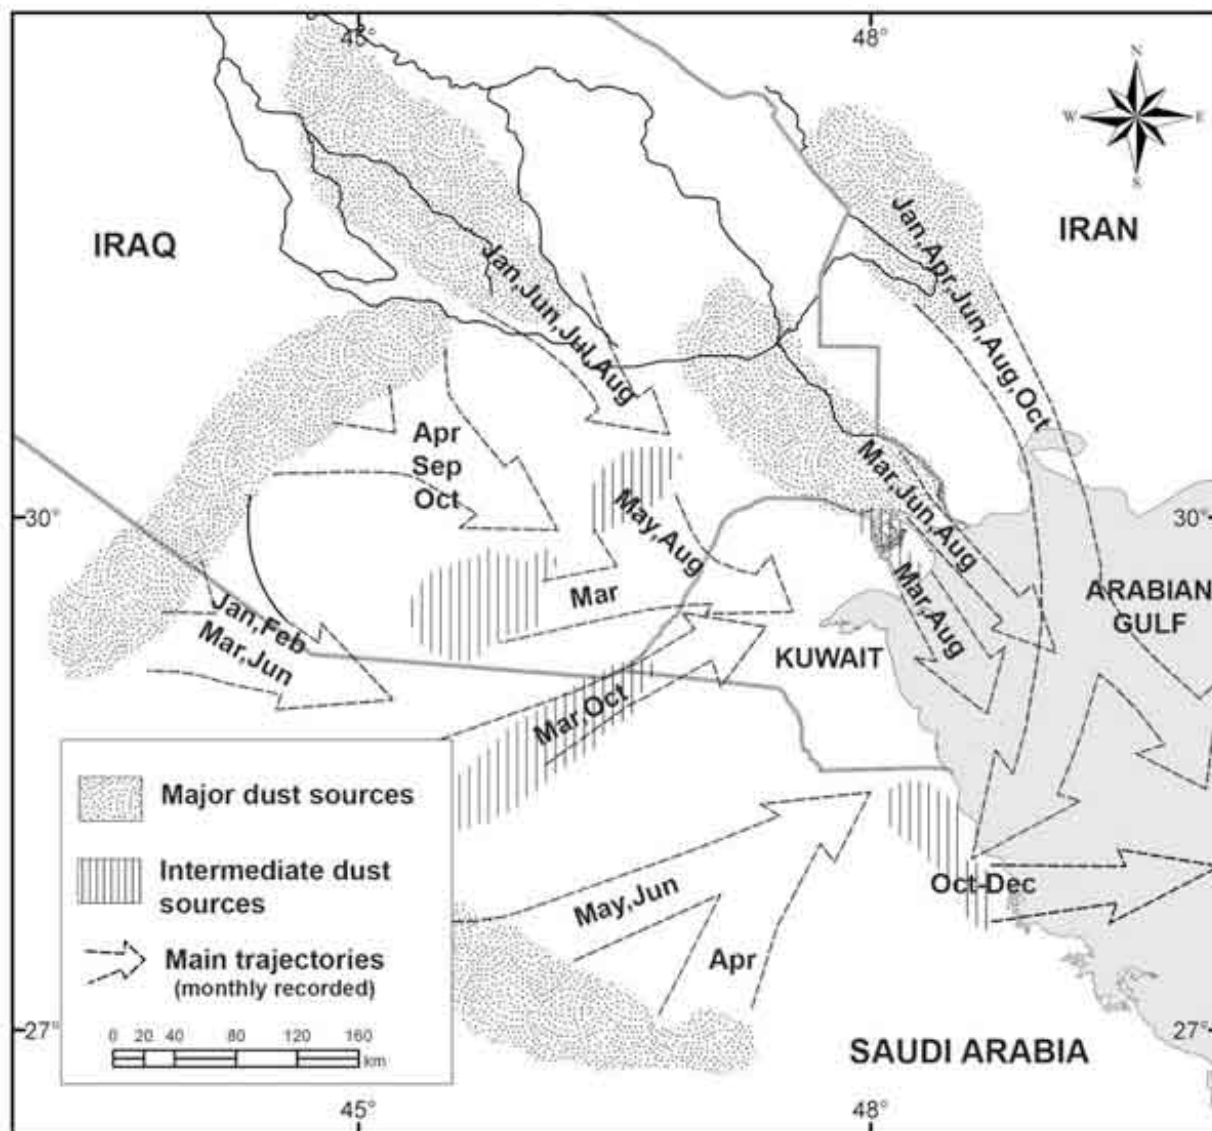 45°
48°
N
W
E
S
IRAQ
IRAN
Jan,Apr,Jun,Aug,Oct
Jan,Jun,Jul,Aug
Apr
Sep
Oct
Mar,Jun,Aug
30°
30°
May,Aug
Mar
Mar,Aug
ARABIAN
GULF
Jan,Feb
Mar,Jun
KUWAIT
Mar,Oct
Major dust sources
Intermediate dust
sources
Main trajectories
(monthly recorded)
0 20 40 80 120 160
km
May,Jun
Apr
Oct-Dec
27°
27°
SAUDI ARABIA
45°
48°